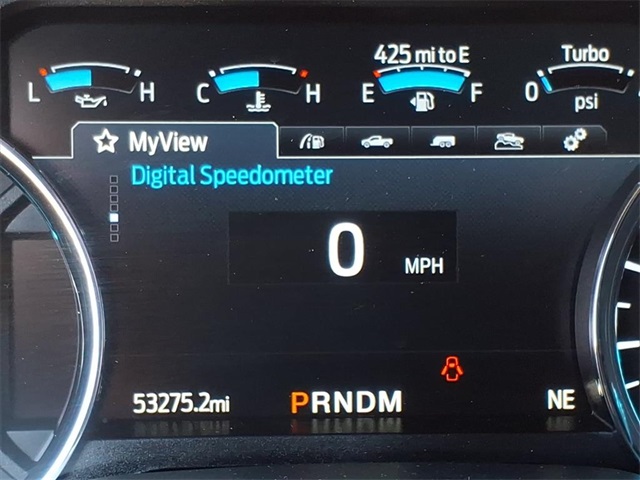 425 mi to E
Turbo
L H C H E F 0
psi
MyView
Digital Speedometer
0 MPH
53275.2mi PRNDM NE